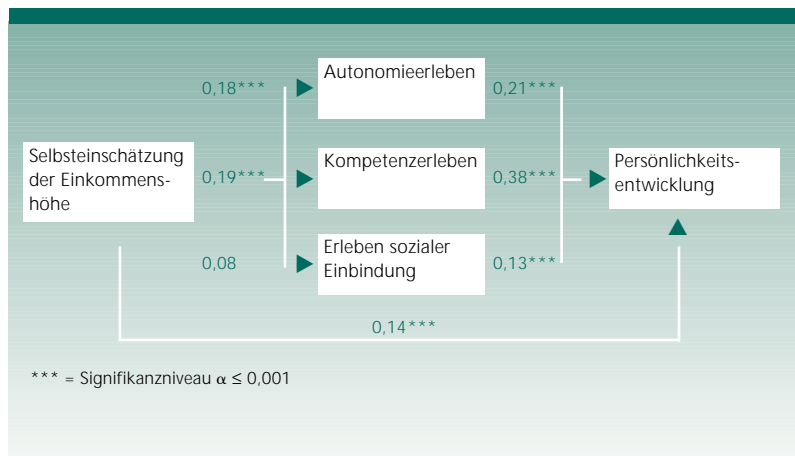 Selbsteinschätzung
der Einkommens-
höhe
0,18***
0,19***
0,08
Autonomieerleben
Kompetenzerleben
Erleben sozialer
Einbindung
0,21***
0,38***
0,13***
Persönlichkeits-
entwicklung
0,14***
*** = Signifikanzniveau α ≤ 0,001